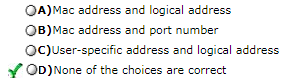 A)Mac address and logical address
B)Mac address and port number
C)User-specific address and logical address
D)None of the choices are correct